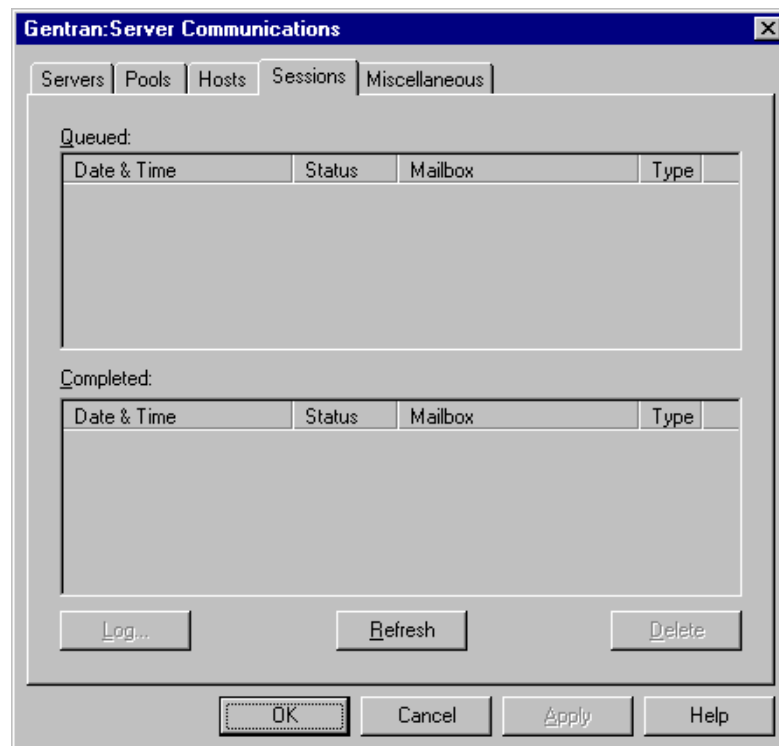 Gentran:Server Communications
Servers Pools Hosts Sessions Miscellaneous
Queued:
Date & Time Status Mailbox Type
Completed:
Date & Time Status Mailbox Type
Log... Refresh Delete
OK Cancel Apply Help